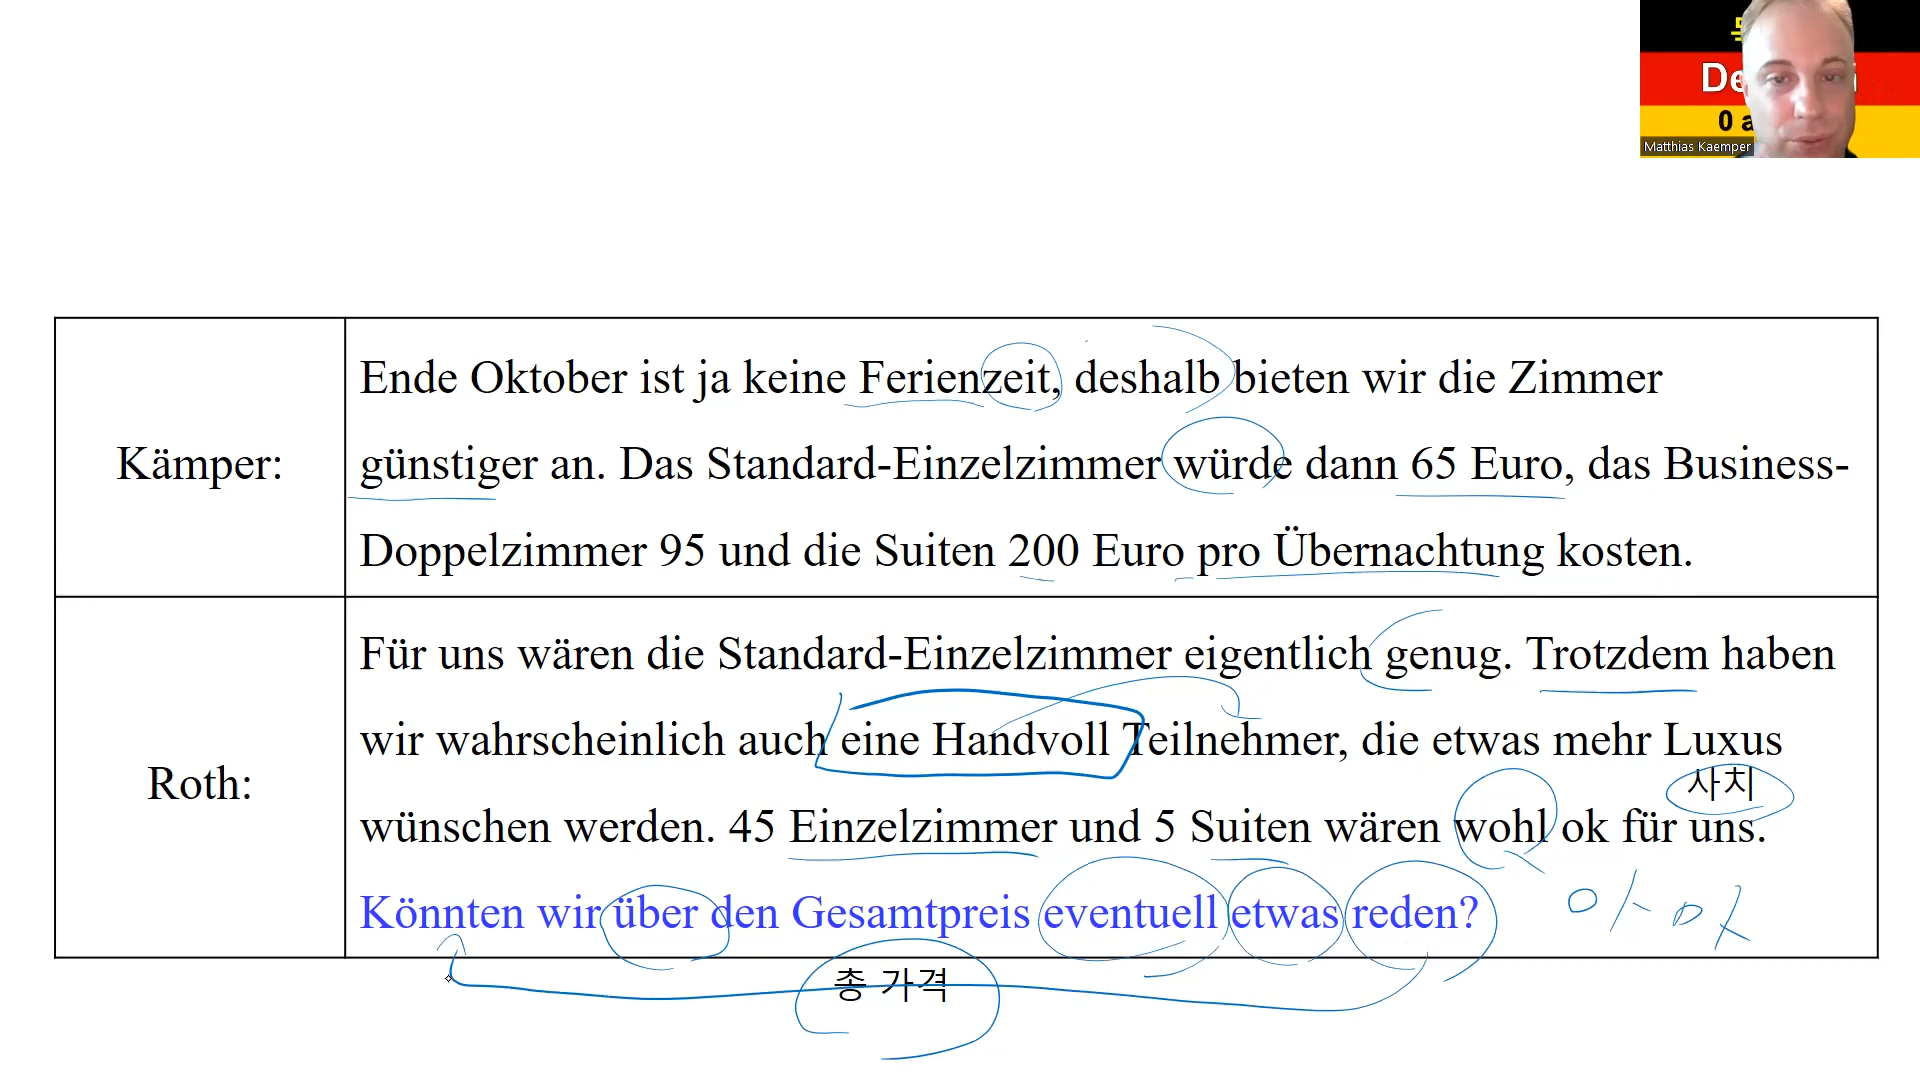 De
0 a
Matthias Kaemper
Kämper:
Ende Oktober ist ja keine Ferienzeit, deshalb bieten wir die Zimmer
günstiger an. Das Standard-Einzelzimmer würde dann 65 Euro, das Business-
Doppelzimmer 95 und die Suiten 200 Euro pro Übernachtung kosten.
Roth:
Für uns wären die Standard-Einzelzimmer eigentlich genug. Trotzdem haben
wir wahrscheinlich auch eine Handvoll Teilnehmer, die etwas mehr Luxus
사치
wünschen werden. 45 Einzelzimmer und 5 Suiten wären wohl ok für uns.
Könnten wir über den Gesamtpreis eventuell etwas reden?
총 가격